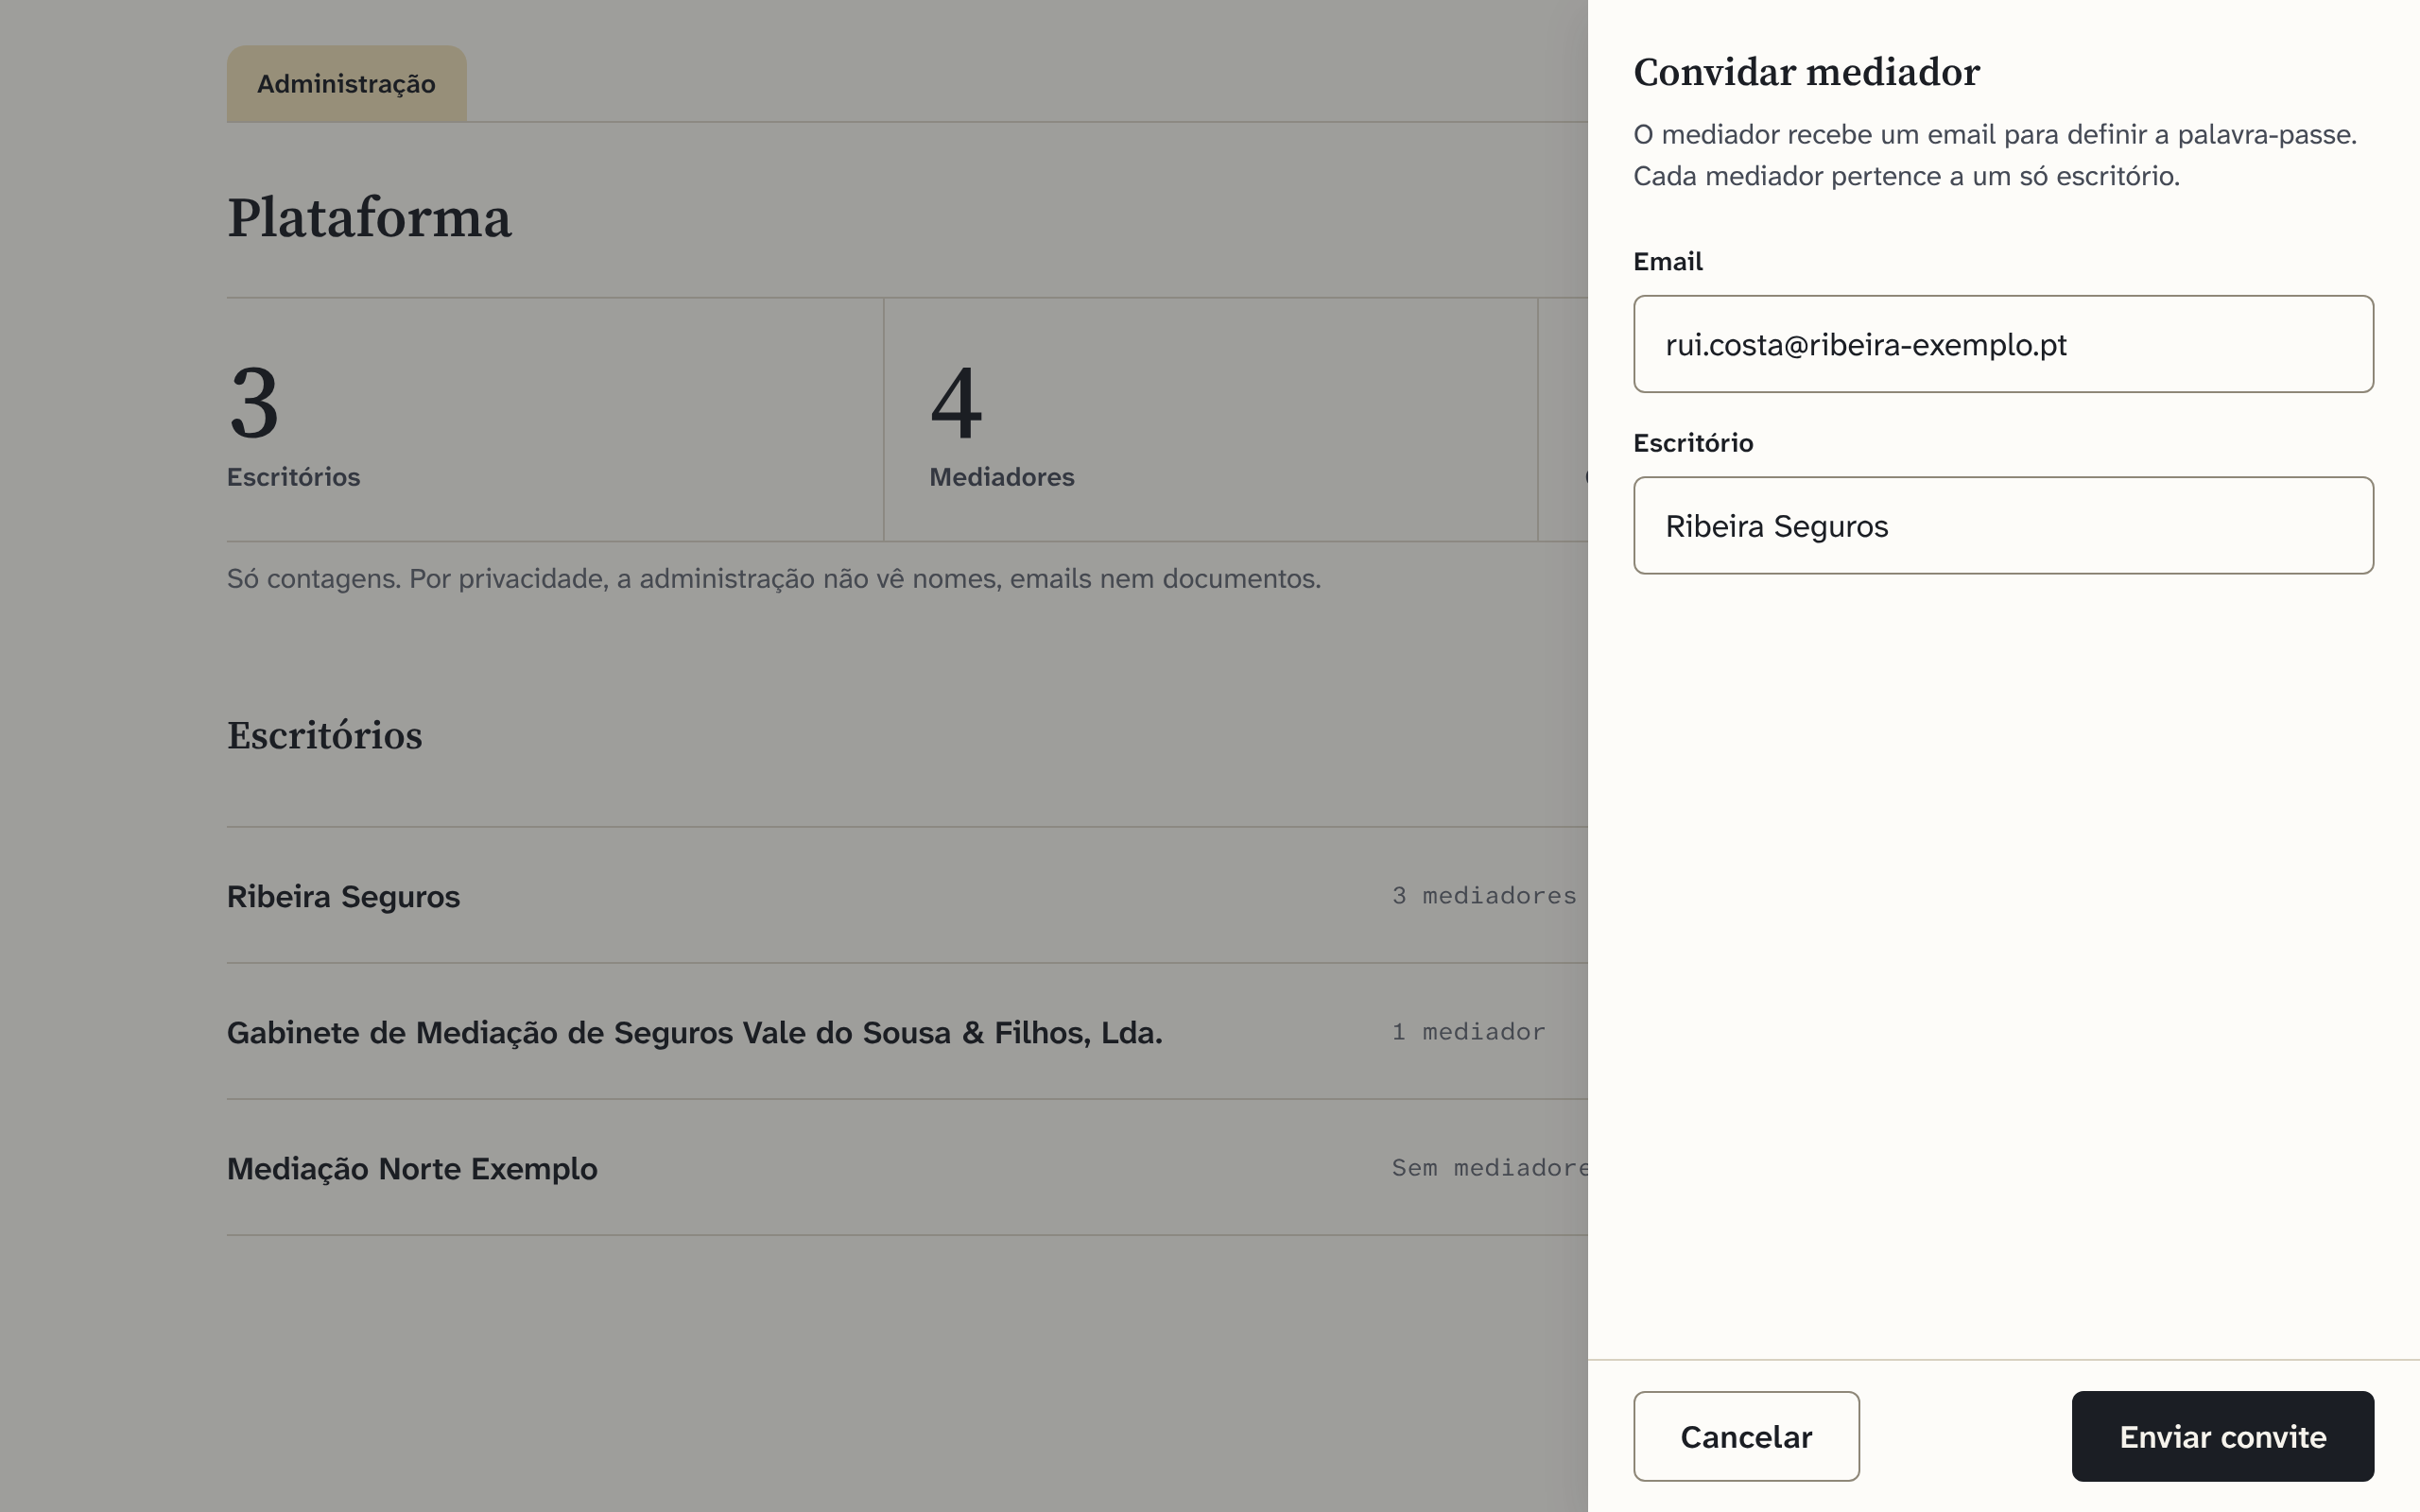 Administração
Plataforma
3
Escritórios
4
Mediadores
Só contagens. Por privacidade, a administração não vê nomes, emails nem documentos.
Escritórios
Ribeira Seguros
3 mediadores
Gabinete de Mediação de Seguros Vale do Sousa & Filhos, Lda.
1 mediador
Mediação Norte Exemplo
Sem mediadore
Convidar mediador
O mediador recebe um email para definir a palavra-passe.
Cada mediador pertence a um só escritório.
Email
rui.costa@ribeira-exemplo.pt
Escritório
Ribeira Seguros
Cancelar
Enviar convite